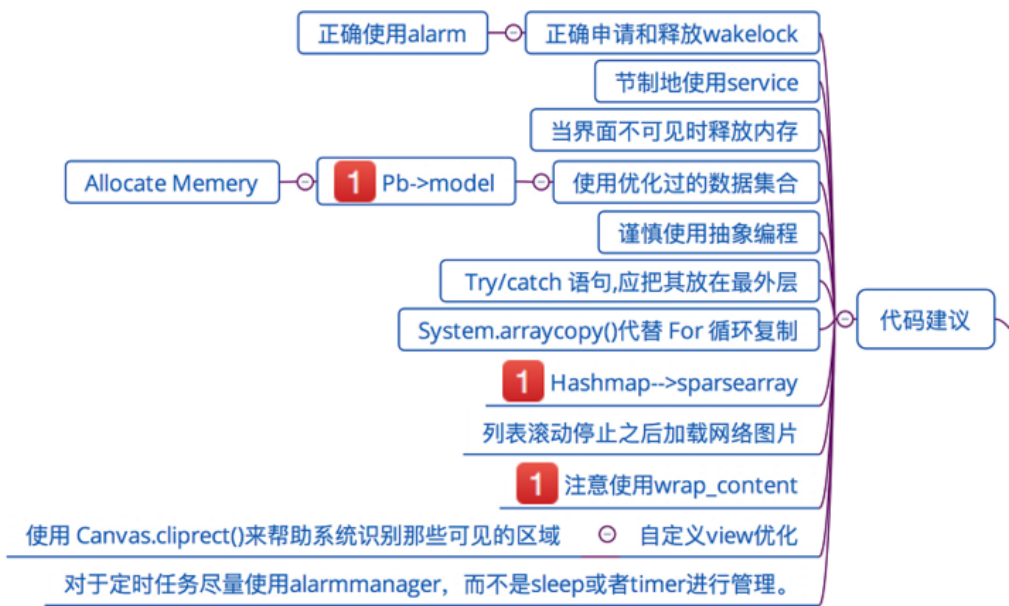 正确使用alarm
正确申请和释放wakelock
节制地使用service
当界面不可见时释放内存
Allocate Memery
1 Pb->model
使用优化过的数据集合
谨慎使用抽象编程
Try/catch 语句,应把其放在最外层
代码建议
System.arraycopy()代替 For 循环复制
1 Hashmap-->sparsearray
列表滚动停止之后加载网络图片
1 注意使用wrap_content
使用 Canvas.cliprect()来帮助系统识别那些可见的区域
自定义view优化
对于定时任务尽量使用alarmmanager，而不是sleep或者timer进行管理。